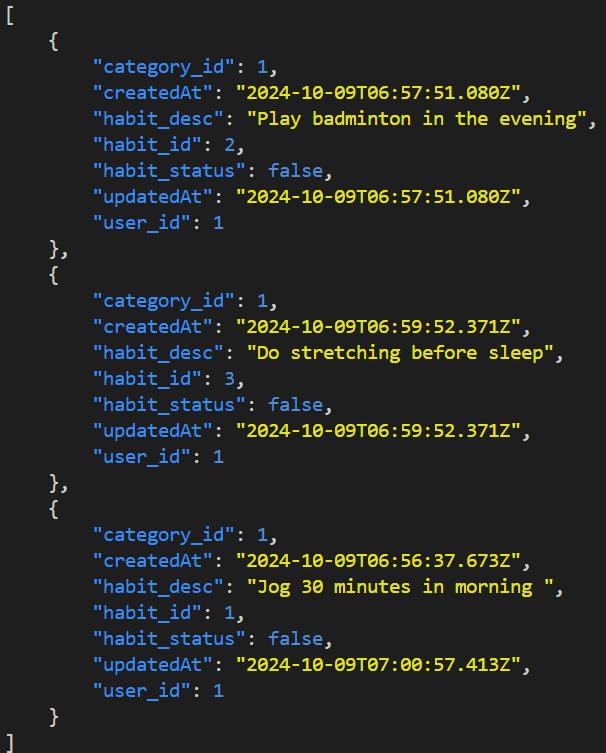 [
    {
        "category_id": 1,
        "createdAt": "2024-10-09T06:57:51.080Z",
        "habit_desc": "Play badminton in the evening",
        "habit_id": 2,
        "habit_status": false,
        "updatedAt": "2024-10-09T06:57:51.080Z",
        "user_id": 1
    },
    {
        "category_id": 1,
        "createdAt": "2024-10-09T06:59:52.371Z",
        "habit_desc": "Do stretching before sleep",
        "habit_id": 3,
        "habit_status": false,
        "updatedAt": "2024-10-09T06:59:52.371Z",
        "user_id": 1
    },
    {
        "category_id": 1,
        "createdAt": "2024-10-09T06:56:37.673Z",
        "habit_desc": "Jog 30 minutes in morning ",
        "habit_id": 1,
        "habit_status": false,
        "updatedAt": "2024-10-09T07:00:57.413Z",
        "user_id": 1
    }
]